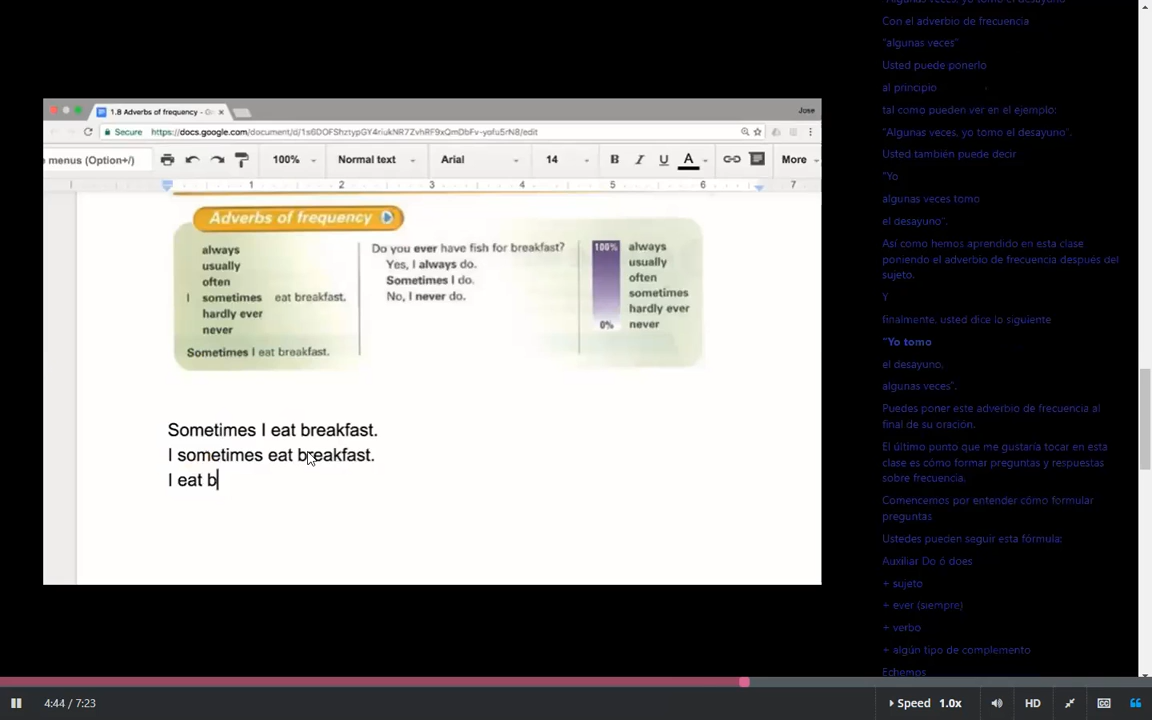 1.8 Adverbs of frequency - G
Jose
Secure https://docs.google.com/document/d/1s6DOFShztypGY4riukNR7ZvhRF9xQmDbFv-yofu5rN8/edit
menus (Option+/)
100%
Normal text
Arial
14
B
I
U
A
More
1
2
3
4
5
6
7
Adverbs of frequency
always
usually
often
I sometimes eat breakfast.
hardly ever
never
Sometimes I eat breakfast.
Do you ever have fish for breakfast?
Yes, I always do.
Sometimes I do.
No, I never do.
100% always
usually
often
sometimes
hardly ever
0% never
Sometimes I eat breakfast.
I sometimes eat breakfast.
I eat b
Con el adverbio de frecuencia
"algunas veces"
Usted puede ponerlo
al principio
tal como pueden ver en el ejemplo:
"Algunas veces, yo tomo el desayuno".
Usted también puede decir
"Yo
algunas veces tomo
el desayuno".
Así como hemos aprendido en esta clase
poniendo el adverbio de frecuencia después del
sujeto.
Y
finalmente, usted dice lo siguiente
"Yo tomo
el desayuno,
algunas veces".
Puedes poner este adverbio de frecuencia al
final de su oración.
El último punto que me gustaría tocar en esta
clase es cómo formar preguntas y respuestas
sobre frecuencia.
Comencemos por entender cómo formular
preguntas
Ustedes pueden seguir esta fórmula:
Auxiliar Do ó does
+ sujeto
+ ever (siempre)
+ verbo
+ algún tipo de complemento
Echemos
4:44 / 7:23
Speed 1.0x
HD
CC